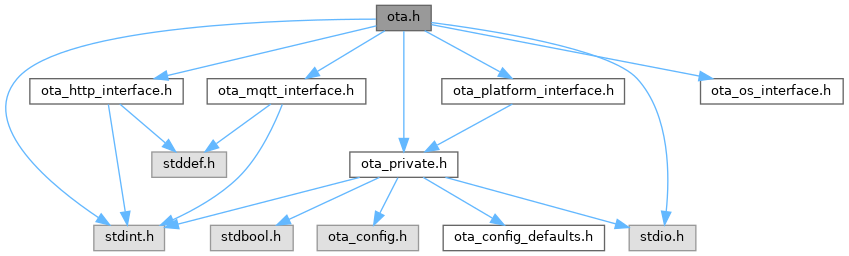 ota.h
ota_http_interface.h
ota_mqtt_interface.h
ota_platform_interface.h
ota_os_interface.h
stddef.h
ota_private.h
stdint.h
stdbool.h
ota_config.h
ota_config_defaults.h
stdio.h